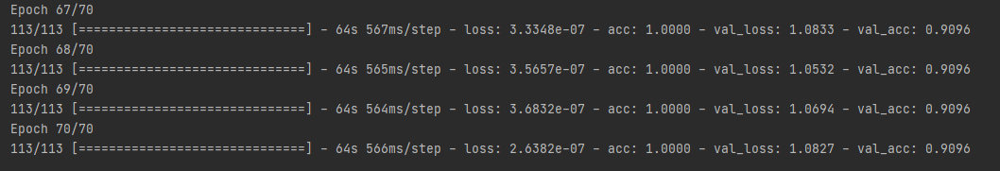 Epoch 67/70
113/113 [==============================] - 64s 567ms/step - loss: 3.3348e-07 - acc: 1.0000 - val_loss: 1.0833 - val_acc: 0.9096
Epoch 68/70
113/113 [==============================] - 64s 565ms/step - loss: 3.5657e-07 - acc: 1.0000 - val_loss: 1.0532 - val_acc: 0.9096
Epoch 69/70
113/113 [==============================] - 64s 564ms/step - loss: 3.6832e-07 - acc: 1.0000 - val_loss: 1.0694 - val_acc: 0.9096
Epoch 70/70
113/113 [==============================] - 64s 566ms/step - loss: 2.6382e-07 - acc: 1.0000 - val_loss: 1.0827 - val_acc: 0.9096